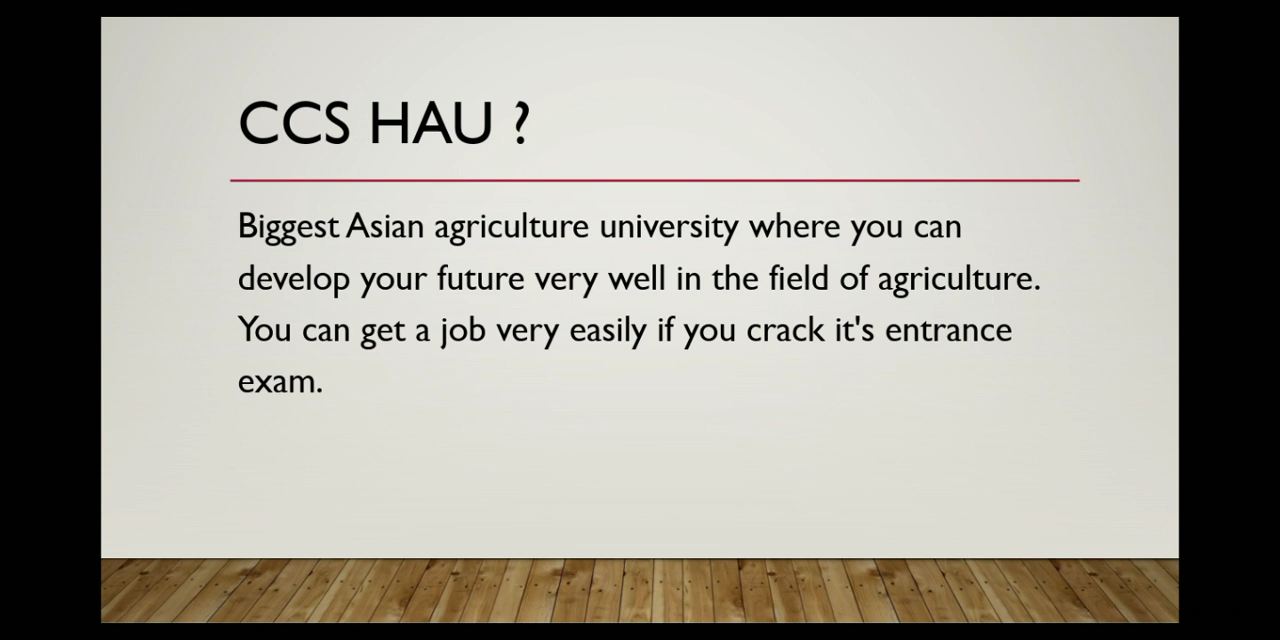 CCS HAU ?
Biggest Asian agriculture university where you can
develop your future very well in the field of agriculture.
You can get a job very easily if you crack it's entrance
exam.